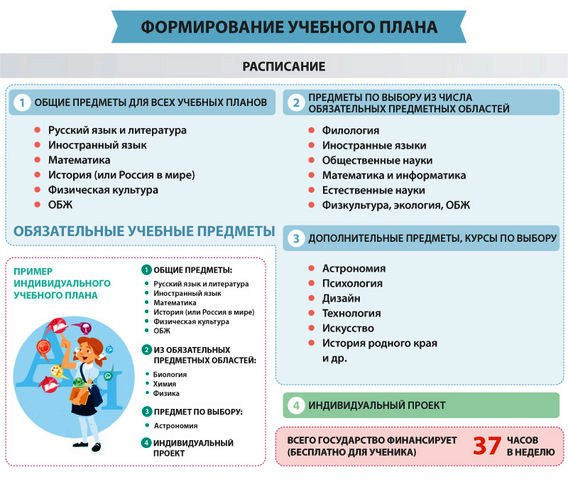 ФОРМИРОВАНИЕ УЧЕБНОГО ПЛАНА
РАСПИСАНИЕ
1 ОБЩИЕ ПРЕДМЕТЫ ДЛЯ ВСЕХ УЧЕБНЫХ ПЛАНОВ
Русский язык и литература
Иностранный язык
Математика
История (или Россия в мире)
Физическая культура
ОБЖ
2 ПРЕДМЕТЫ ПО ВЫБОРУ ИЗ ЧИСЛА
ОБЯЗАТЕЛЬНЫХ ПРЕДМЕТНЫХ ОБЛАСТЕЙ
Филология
Иностранные языки
Общественные науки
Математика и информатика
Естественные науки
Физкультура, экология, ОБЖ
ОБЯЗАТЕЛЬНЫЕ УЧЕБНЫЕ ПРЕДМЕТЫ
3 ДОПОЛНИТЕЛЬНЫЕ ПРЕДМЕТЫ, КУРСЫ ПО ВЫБОРУ
Астрономия
Психология
Дизайн
Технология
Искусство
История родного края
и др.
ПРИМЕР
ИНДИВИДУАЛЬНОГО
УЧЕБНОГО ПЛАНА
1 ОБЩИЕ ПРЕДМЕТЫ:
Русский язык и литература
Иностранный язык
Математика
История (или Россия в мире)
Физическая культура
ОБЖ
2 ИЗ ОБЯЗАТЕЛЬНЫХ
ПРЕДМЕТНЫХ ОБЛАСТЕЙ:
Биология
Химия
Физика
3 ПРЕДМЕТ ПО ВЫБОРУ:
Астрономия
4 ИНДИВИДУАЛЬНЫЙ
ПРОЕКТ
А Я
4 ИНДИВИДУАЛЬНЫЙ ПРОЕКТ
ВСЕГО ГОСУДАРСТВО ФИНАНСИРУЕТ
(БЕСПЛАТНО ДЛЯ УЧЕНИКА)
37 ЧАСОВ
В НЕДЕЛЮ